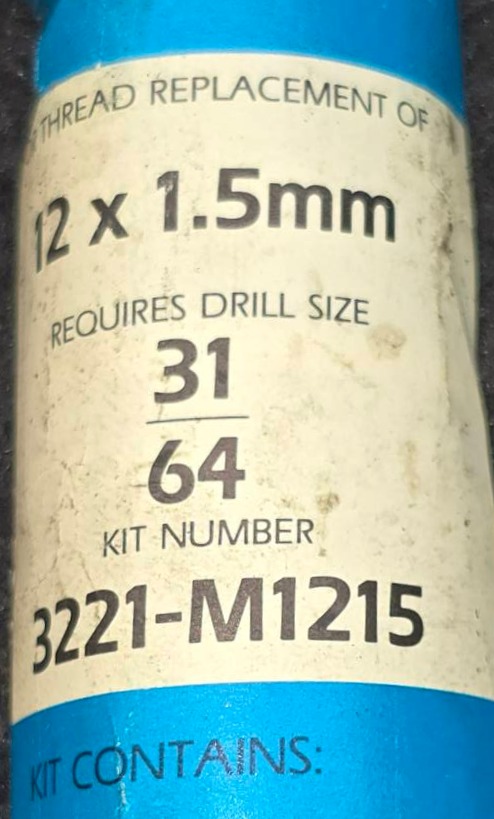 THREAD REPLACEMENT OF
12 x 1.5mm
REQUIRES DRILL SIZE
31
64
KIT NUMBER
3221-M1215
KIT CONTAINS: